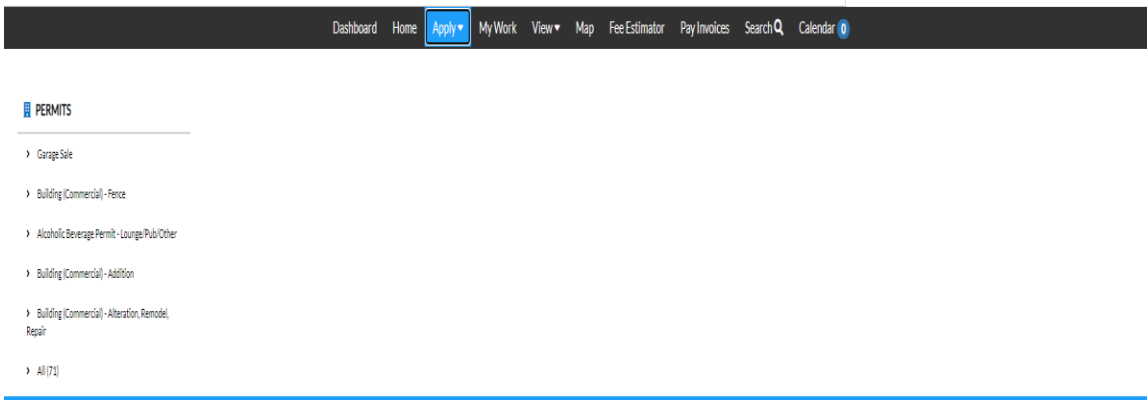 Dashboard Home Apply▾ My Work View▾ Map Fee Estimator Pay Invoices Search Calendar 0
PERMITS
› Garage Sale
› Building (Commercial) - Fence
› Alcoholic Beverage Permit - Lounge/Pub/Other
› Building (Commercial) - Addition
› Building (Commercial) - Alteration, Remodel,
Repair
› All (71)